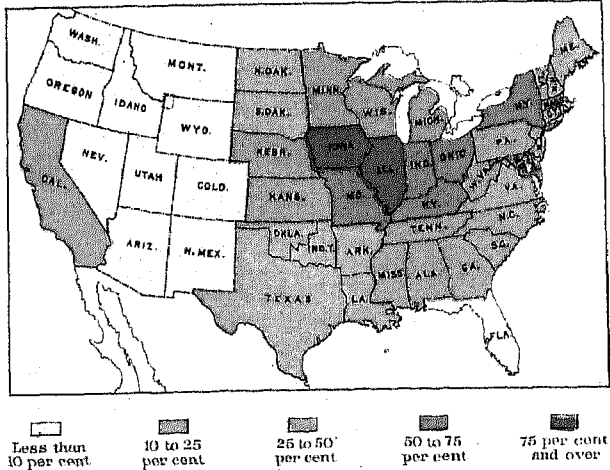 WASH.
MONT.
N.DAK.
MINN.
ME.
OREGON
IDAHO
S.DAK.
WIS.
MICH.
N.Y.
WYO.
IOWA
NEBR.
PA.
NEV.
UTAH
COLO.
ILL.
IND.
OHIO
CAL.
KANS.
MO.
KY.
W.VA.
VA.
ARIZ.
N.MEX.
OKLA.
IND.T.
ARK.
TENN.
N.C.
S.C.
TEXAS
LA.
MISS.
ALA.
GA.
FLA.
Less than
10 per cent
10 to 25
per cent
25 to 50
per cent
50 to 75
per cent
75 per cent
and over